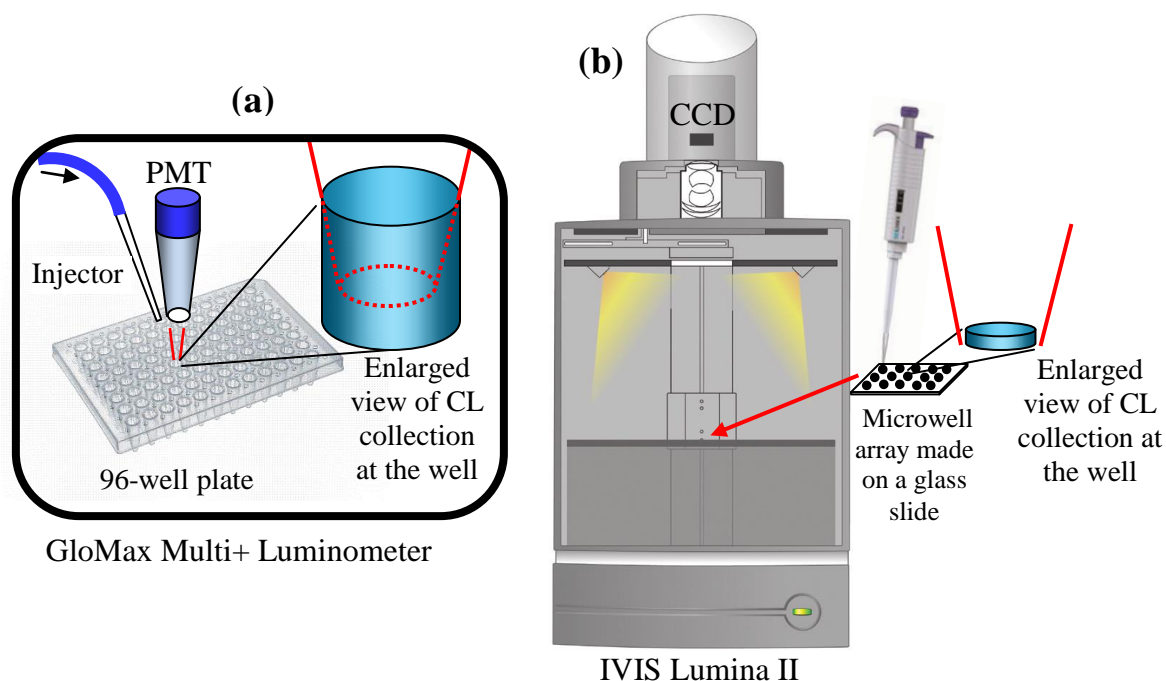 (a)
PMT
Injector
96-well plate
Enlarged
view of CL
collection
at the well
GloMax Multi+ Luminometer
(b)
CCD
Microwell
array made
on a glass
slide
Enlarged
view of CL
collection at
the well
IVIS Lumina II